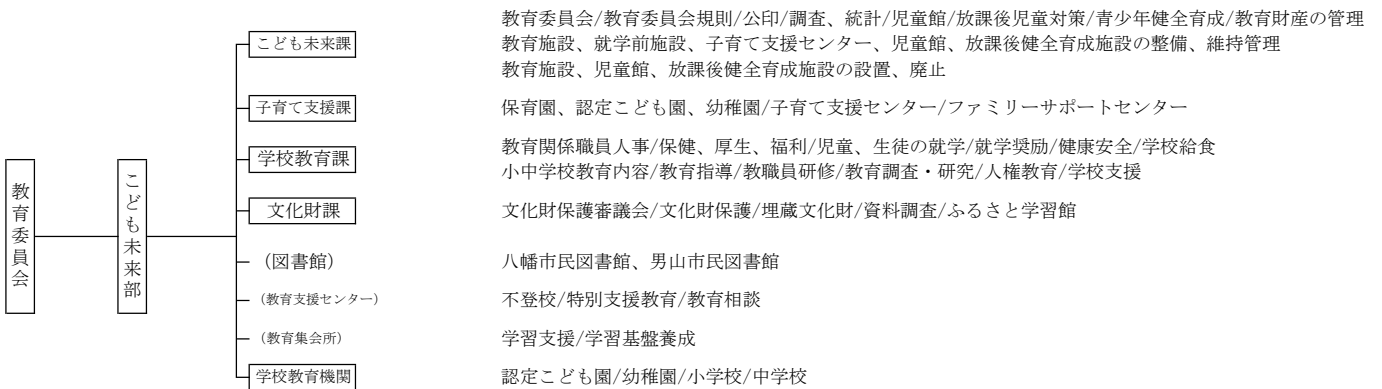 教育委員会
こども未来部
こども未来課
教育委員会/教育委員会規則/公印/調査、統計/児童館/放課後児童対策/青少年健全育成/教育財産の管理
教育施設、就学前施設、子育て支援センター、児童館、放課後健全育成施設の整備、維持管理
教育施設、児童館、放課後健全育成施設の設置、廃止
子育て支援課
保育園、認定こども園、幼稚園/子育て支援センター/ファミリーサポートセンター
学校教育課
教育関係職員人事/保健、厚生、福利/児童、生徒の就学/就学奨励/健康安全/学校給食
小中学校教育内容/教育指導/教職員研修/教育調査・研究/人権教育/学校支援
文化財課
文化財保護審議会/文化財保護/埋蔵文化財/資料調査/ふるさと学習館
（図書館）
八幡市民図書館、男山市民図書館
（教育支援センター）
不登校/特別支援教育/教育相談
（教育集会所）
学習支援/学習基盤養成
学校教育機関
認定こども園/幼稚園/小学校/中学校